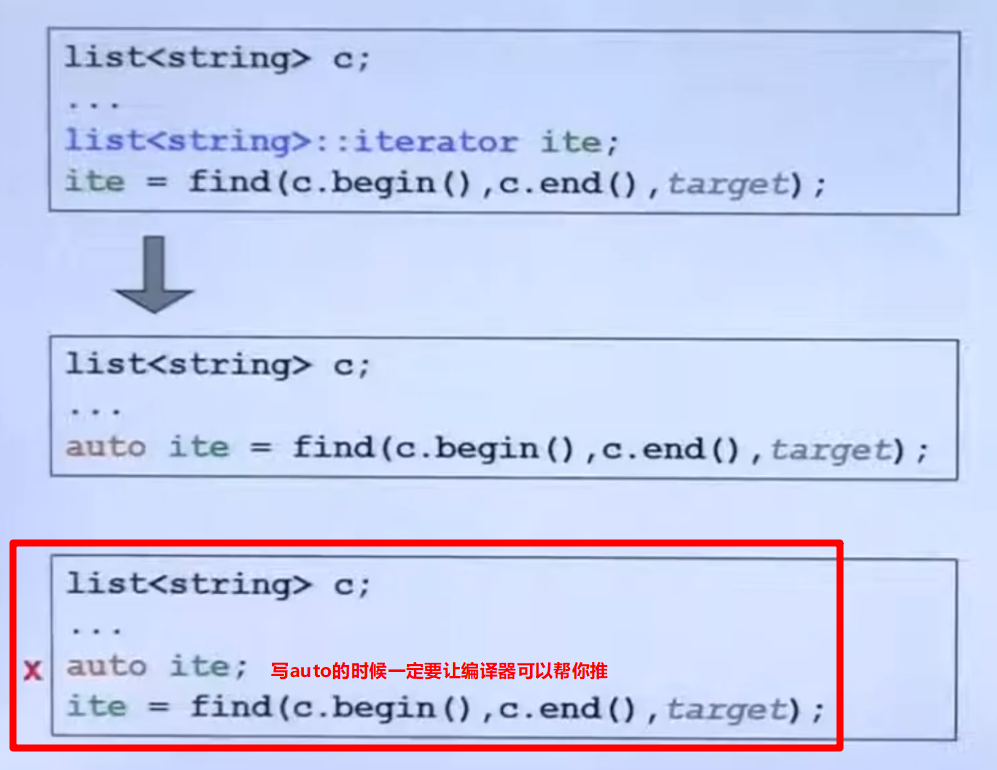 list<string> c;
...
list<string>::iterator ite;
ite = find(c.begin(),c.end(),target);
list<string> c;
...
auto ite = find(c.begin(),c.end(),target);
list<string> c;
...
x auto ite; 写auto的时候一定要让编译器可以帮你推
ite = find(c.begin(),c.end(),target);